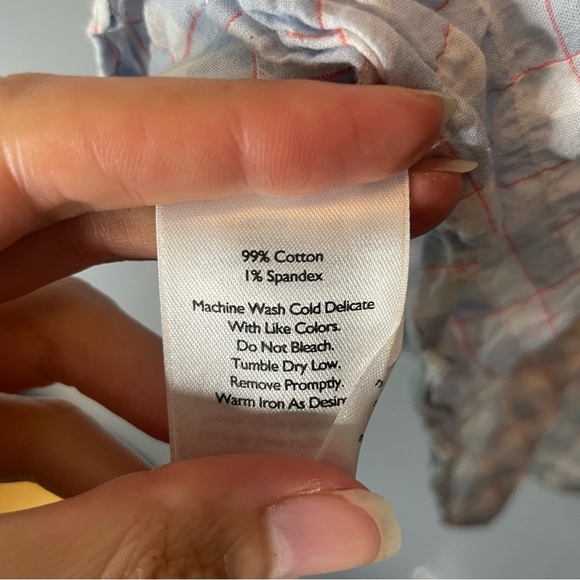 99% Cotton
1% Spandex
Machine Wash Cold Delicate
With Like Colors.
Do Not Bleach.
Tumble Dry Low.
Remove Promptly.
Warm Iron As